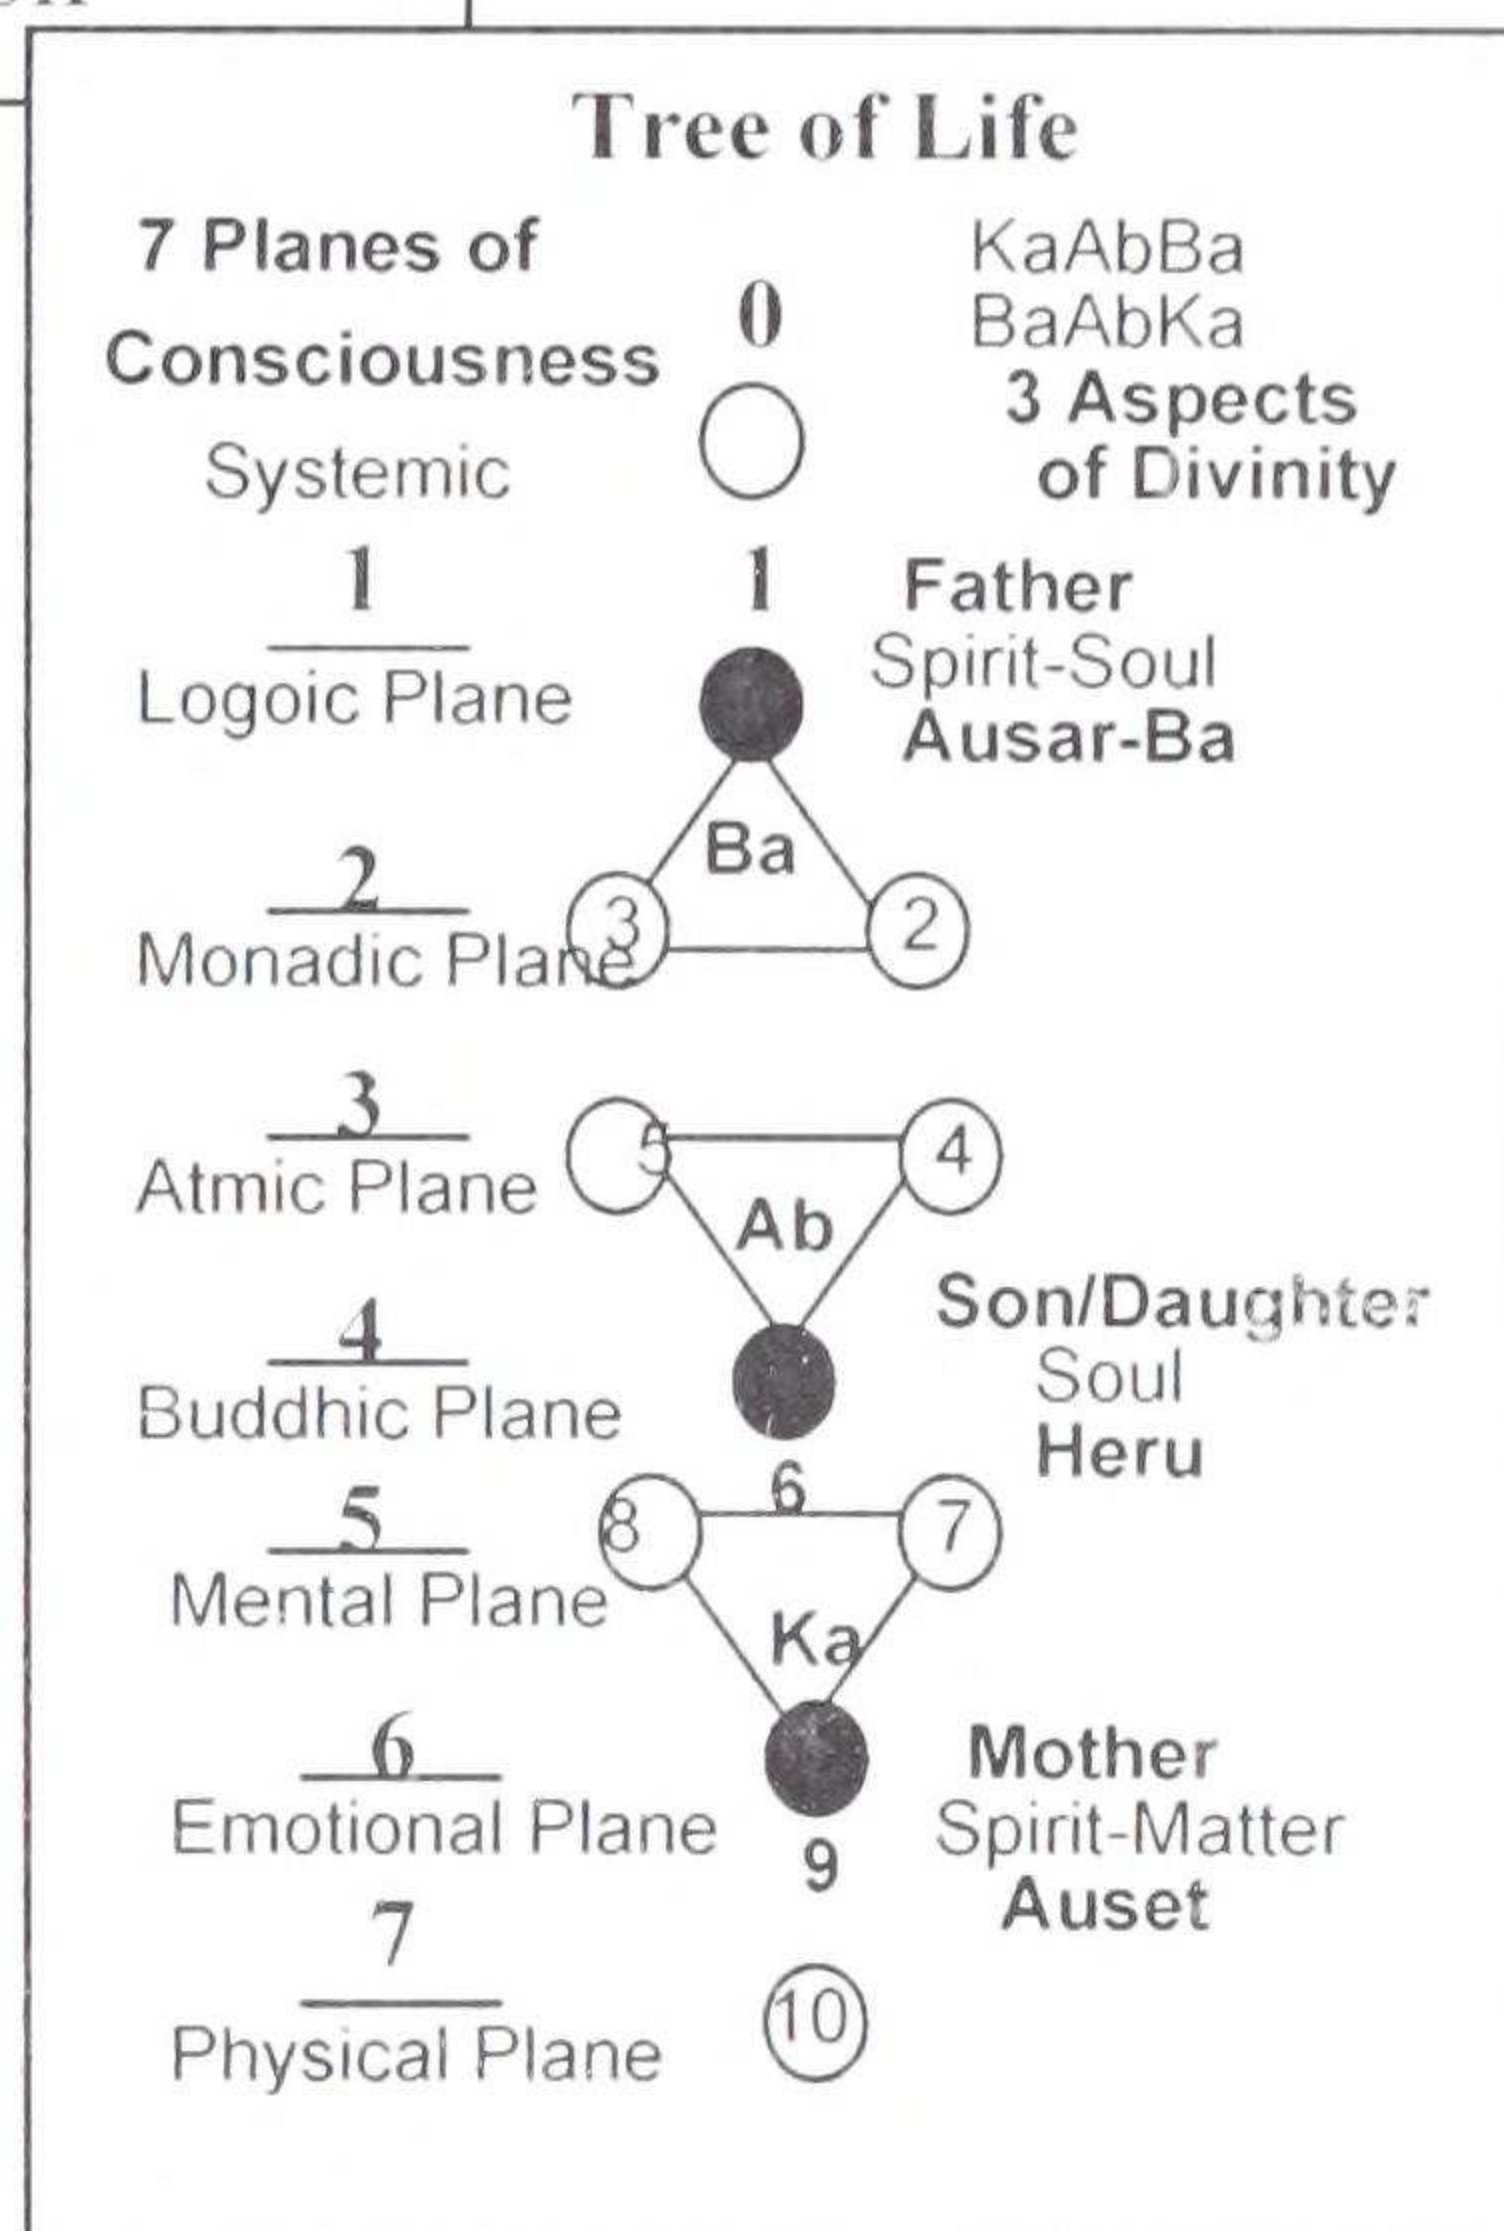 Tree of Life
7 Planes of
Consciousness
Systemic
0
KaAbBa
BaAbKa
3 Aspects
of Divinity
1
Logoic Plane
1
Father
Spirit-Soul
Ausar-Ba
Ba
2
Monadic Plane
3
2
3
Atmic Plane
5
4
Ab
4
Buddhic Plane
Son/Daughter
Soul
Heru
6
5
Mental Plane
8
7
Ka
6
Emotional Plane
9
Mother
Spirit-Matter
Auset
7
Physical Plane
10